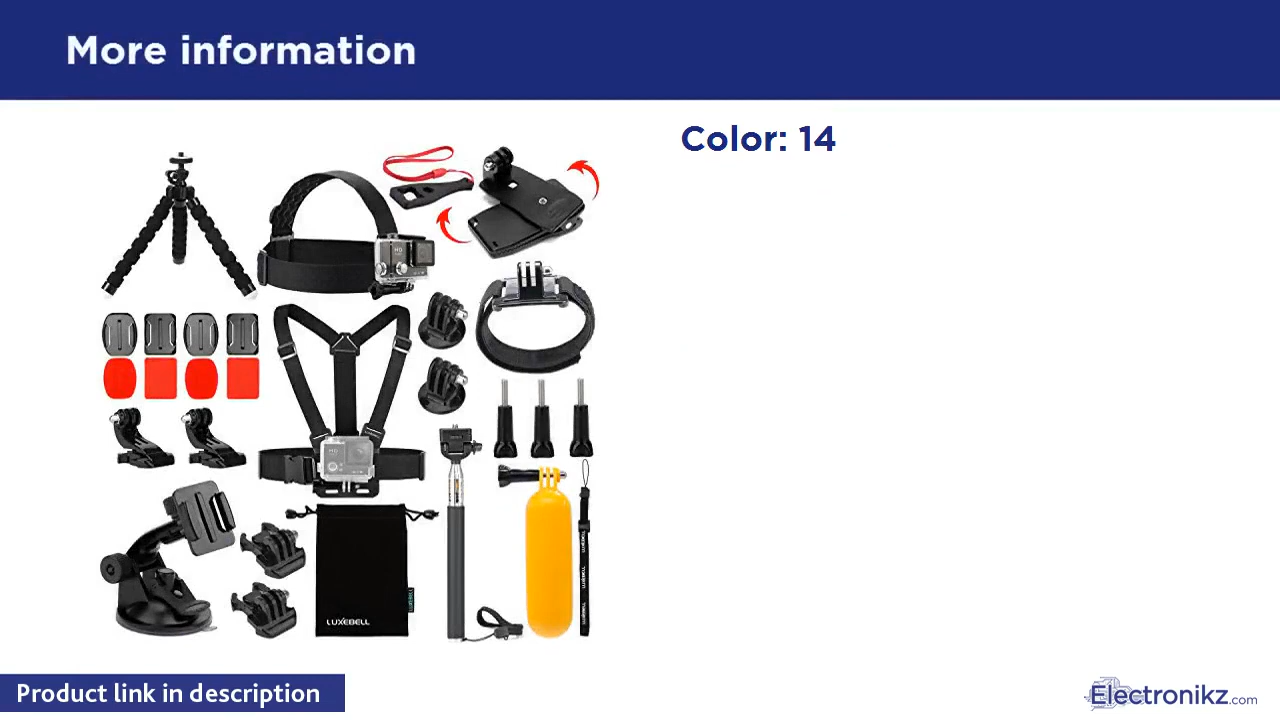 More information
Color: 14
LUXEBELL
Product link in description
Electronikz.com